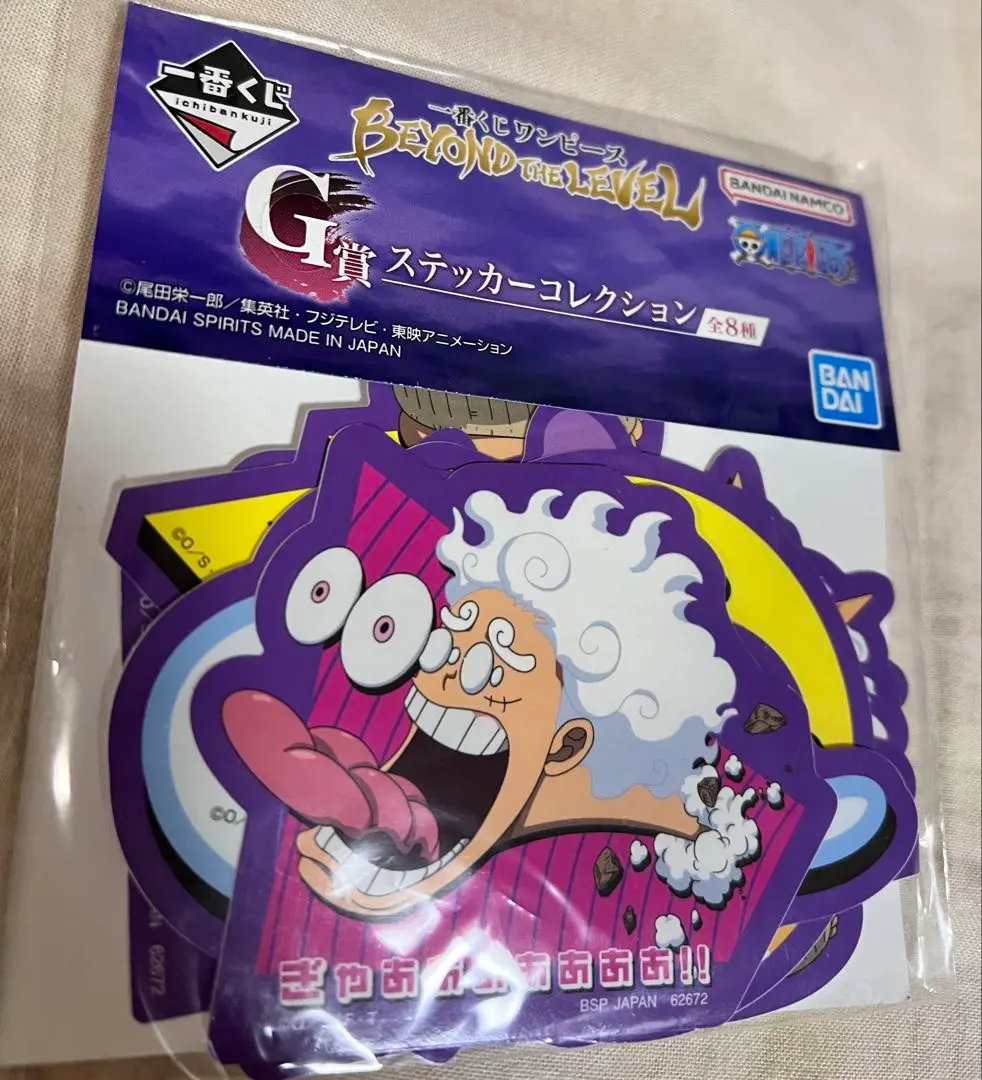 一番くじ
ichibankuji
一番くじ ワンピース
BEYOND THE LEVEL
BANDAI NAMCO
ONE PIECE
G賞 ステッカーコレクション 全8種
©尾田栄一郎/集英社・フジテレビ・東映アニメーション
BANDAI SPIRITS MADE IN JAPAN
BAN
DAI
©O/S
©O/
ぎゃあああああああ!!
BSP JAPAN 62672
62672